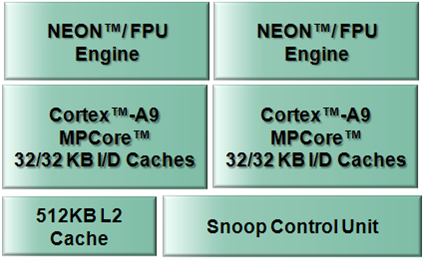 NEON™/FPU
Engine
NEON™/FPU
Engine
Cortex™-A9
MPCore™
32/32 KB I/D Caches
Cortex™-A9
MPCore™
32/32 KB I/D Caches
512KB L2
Cache
Snoop Control Unit